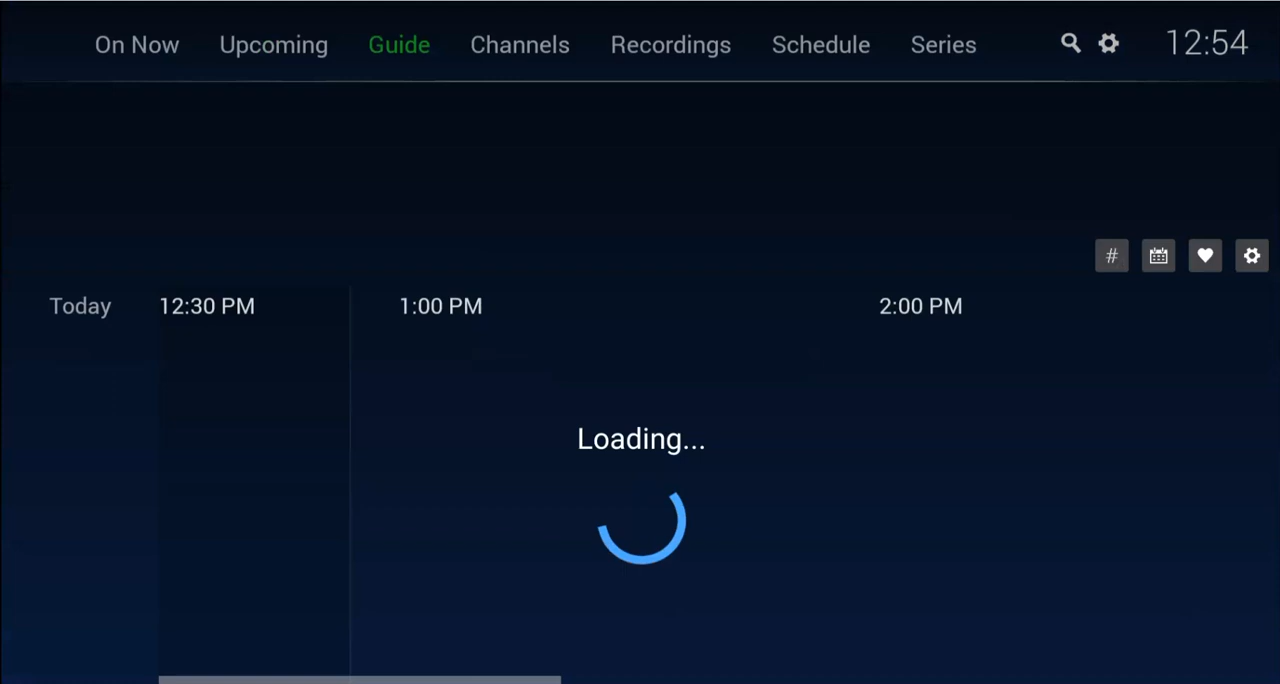 On Now Upcoming Guide Channels Recordings Schedule Series 12:54
#
Today 12:30 PM 1:00 PM 2:00 PM
Loading...